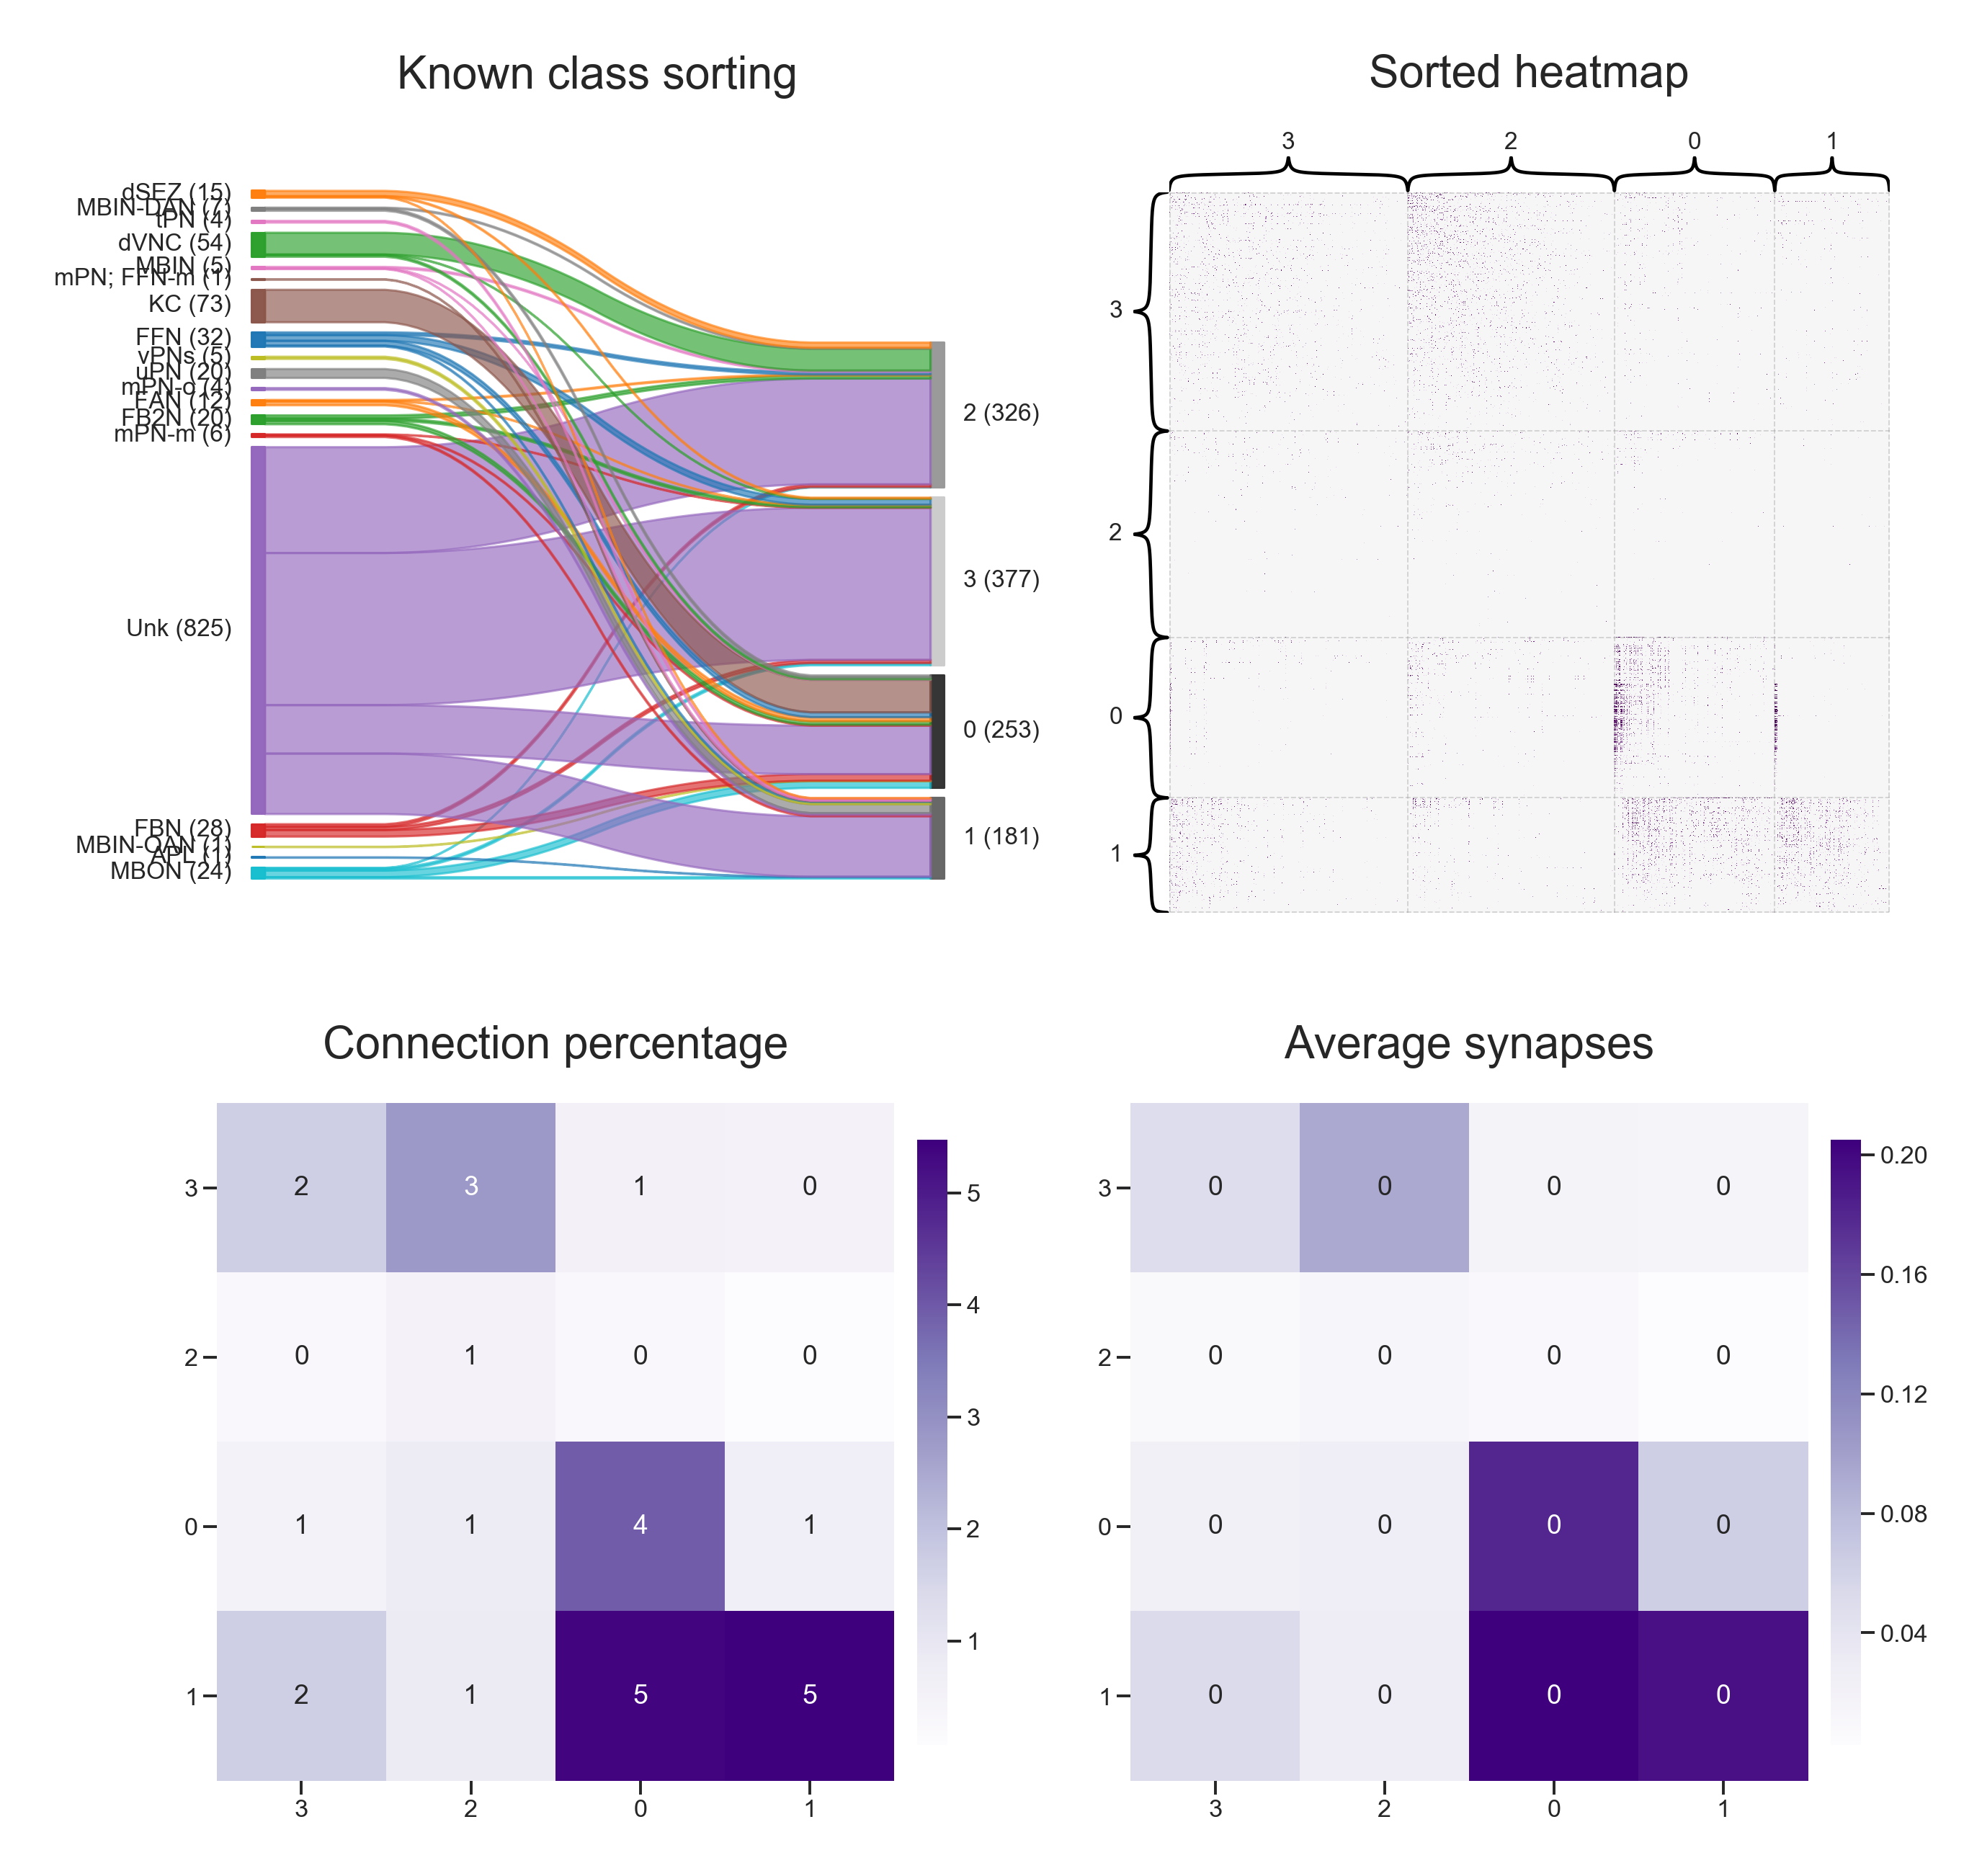 Known class sorting
dSEZ (15)
MBIN-DAN (7)
tPN (4)
dVNC (54)
MBIN (5)
mPN; FFN-m (1)
KC (73)
FFN (32)
vPNs (5)
uPN (20)
mPN-o (4)
FAN (12)
FB2N (20)
mPN-m (6)
Unk (825)
FBN (28)
MBIN-OAN (1)
APL (1)
MBON (24)
2 (326)
3 (377)
0 (253)
1 (181)
Sorted heatmap
3 2 0 1
3
2
0
1
Connection percentage
3 2 3 1 0
2 0 1 0 0
0 1 1 4 1
1 2 1 5 5
3 2 0 1
5
4
3
2
1
Average synapses
3 0 0 0 0
2 0 0 0 0
0 0 0 0 0
1 0 0 0 0
3 2 0 1
0.20
0.16
0.12
0.08
0.04